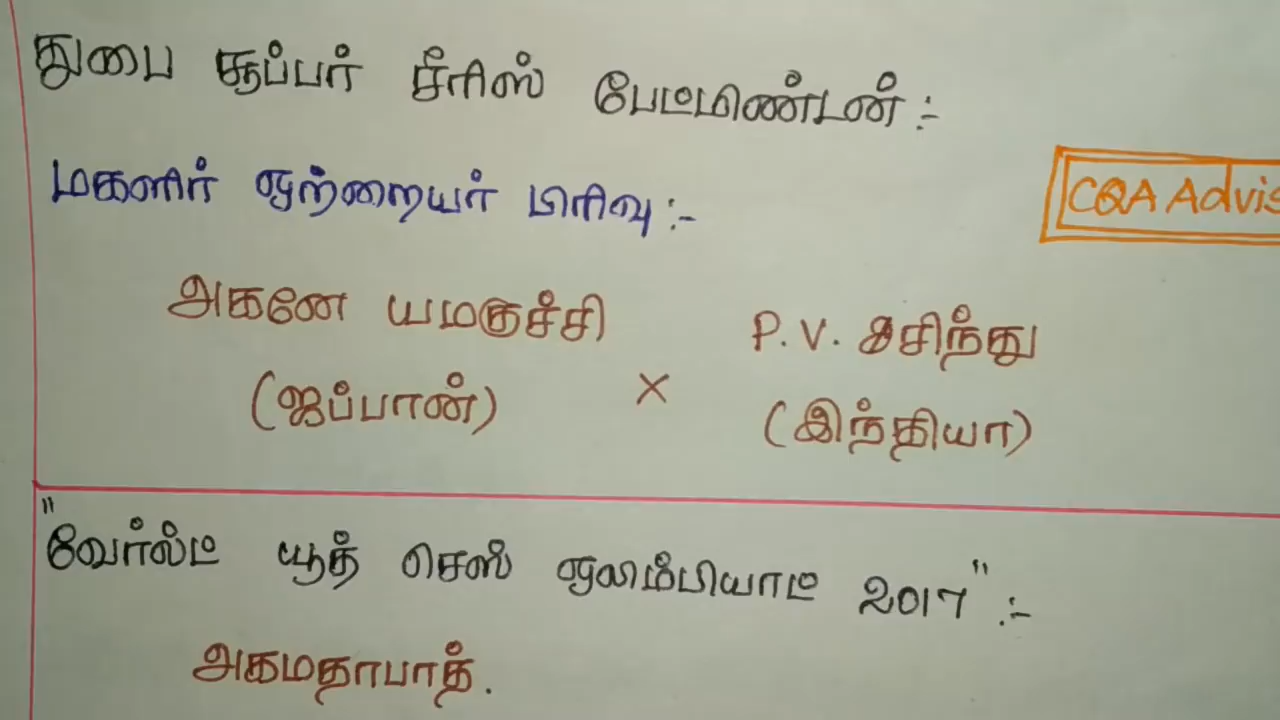 துபை சூப்பர் சீரிஸ் பேட்மிண்டன் :-
மகளிர் ஒற்றையர் பிரிவு :-
CQA Advis
அகனே யமகுச்சி × P.V. சிந்து
(ஜப்பான்) (இந்தியா)
"வேர்ல்ட் யூத் செஸ் ஒலிம்பியாட் 2017" :-
அகமதாபாத்.